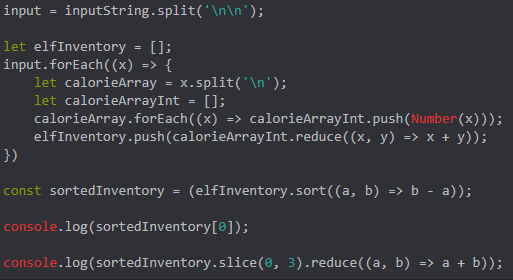 input = inputString.split('\n\n');
let elfInventory = [];
input.forEach((x) => {
    let calorieArray = x.split('\n');
    let calorieArrayInt = [];
    calorieArray.forEach((x) => calorieArrayInt.push(Number(x)));
    elfInventory.push(calorieArrayInt.reduce((x, y) => x + y));
})
const sortedInventory = (elfInventory.sort((a, b) => b - a));
console.log(sortedInventory[0]);
console.log(sortedInventory.slice(0, 3).reduce((a, b) => a + b));